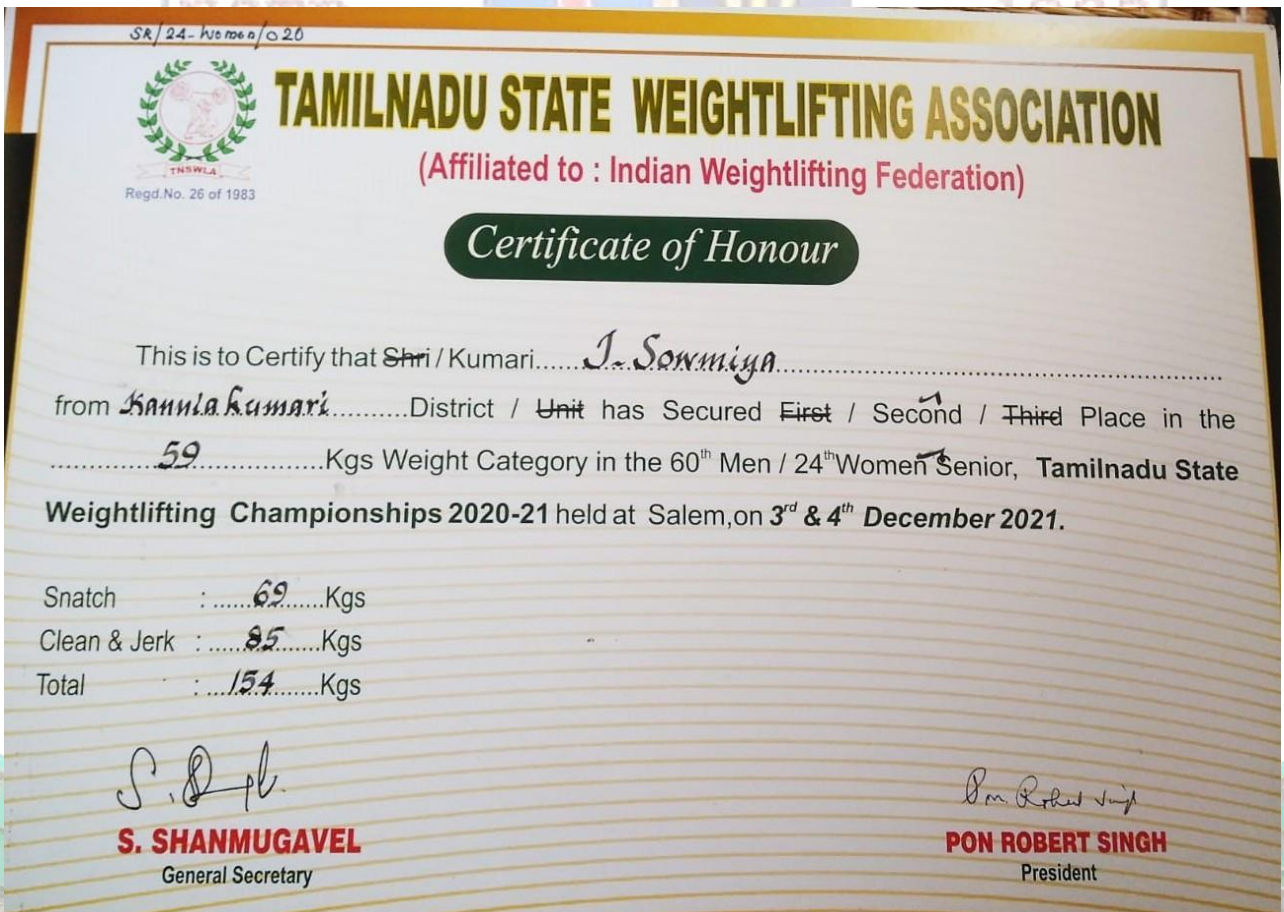 SR/24-Women/020
TAMILNADU STATE WEIGHTLIFTING ASSOCIATION
(Affiliated to : Indian Weightlifting Federation)
TNSWLA
Regd.No. 26 of 1983
Certificate of Honour
This is to Certify that Shri / Kumari......J. Sowmiya......
from Kannia kumari..........District / Unit has Secured First / Second / Third Place in the
................59..................Kgs Weight Category in the 60th Men / 24th Women Senior, Tamilnadu State
Weightlifting Championships 2020-21 held at Salem,on 3rd & 4th December 2021.
Snatch : ......69.......Kgs
Clean & Jerk : ......85.......Kgs
Total : ...154........Kgs
S. SHANMUGAVEL
General Secretary
Pon Robert Singh
PON ROBERT SINGH
President